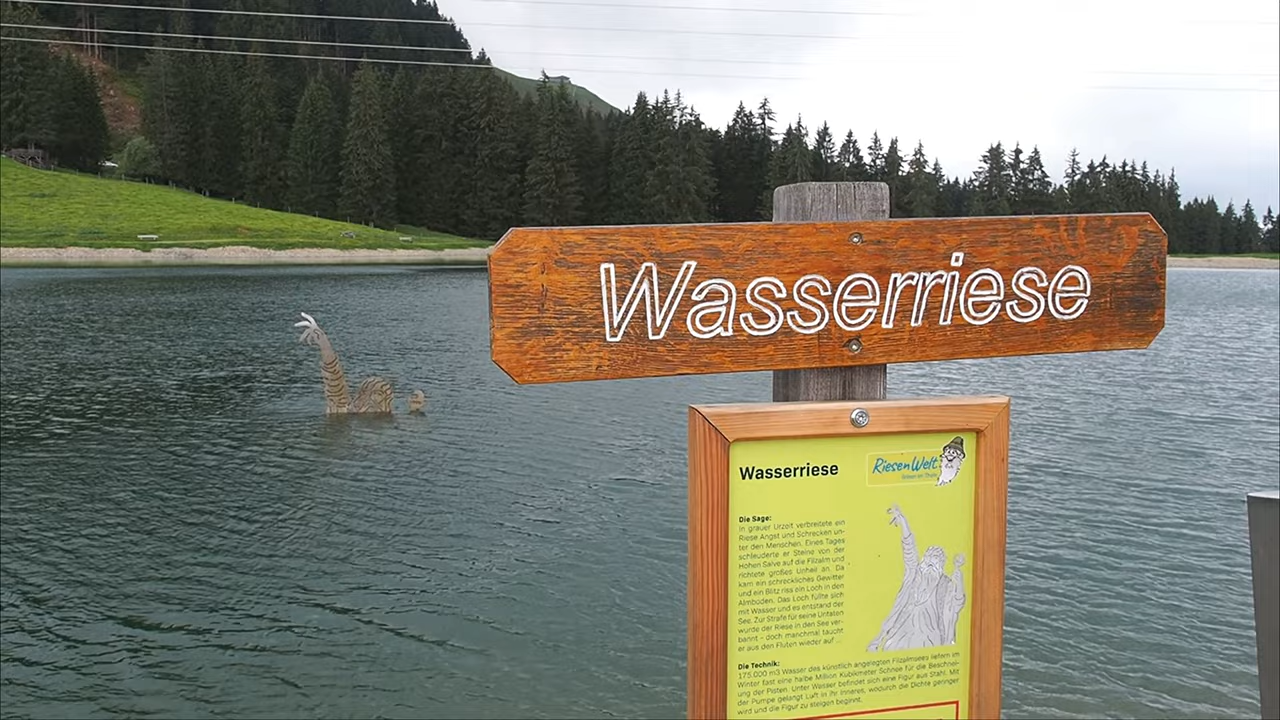 Wasserriese
Wasserriese
RiesenWelt
Die Sage:
In grauer Urzeit verbreitete ein
Riese Angst und Schrecken un-
ter den Menschen. Eines Tages
schleuderte er Steine von der
Hohen Salve auf die Filzalm und
richtete großes Unheil an. Da
kam ein schreckliches Gewitter
und ein Blitz riss ein Loch in den
Almboden. Das Loch füllte sich
mit Wasser und es entstand der
See. Zur Strafe für seine Untaten
wurde der Riese in den See ver-
bannt - doch manchmal taucht
er aus den Fluten wieder auf ...
Die Technik:
175.000 m3 Wasser des künstlich angelegten Filzalmsees liefern im
Winter fast eine halbe Million Kubikmeter Schnee für die Beschnei-
ung der Pisten. Unter Wasser befindet sich eine Figur aus Stahl. Mit
der Pumpe gelangt Luft in ihr Inneres, wodurch die Dichte geringer
wird und die Figur zu steigen beginnt.